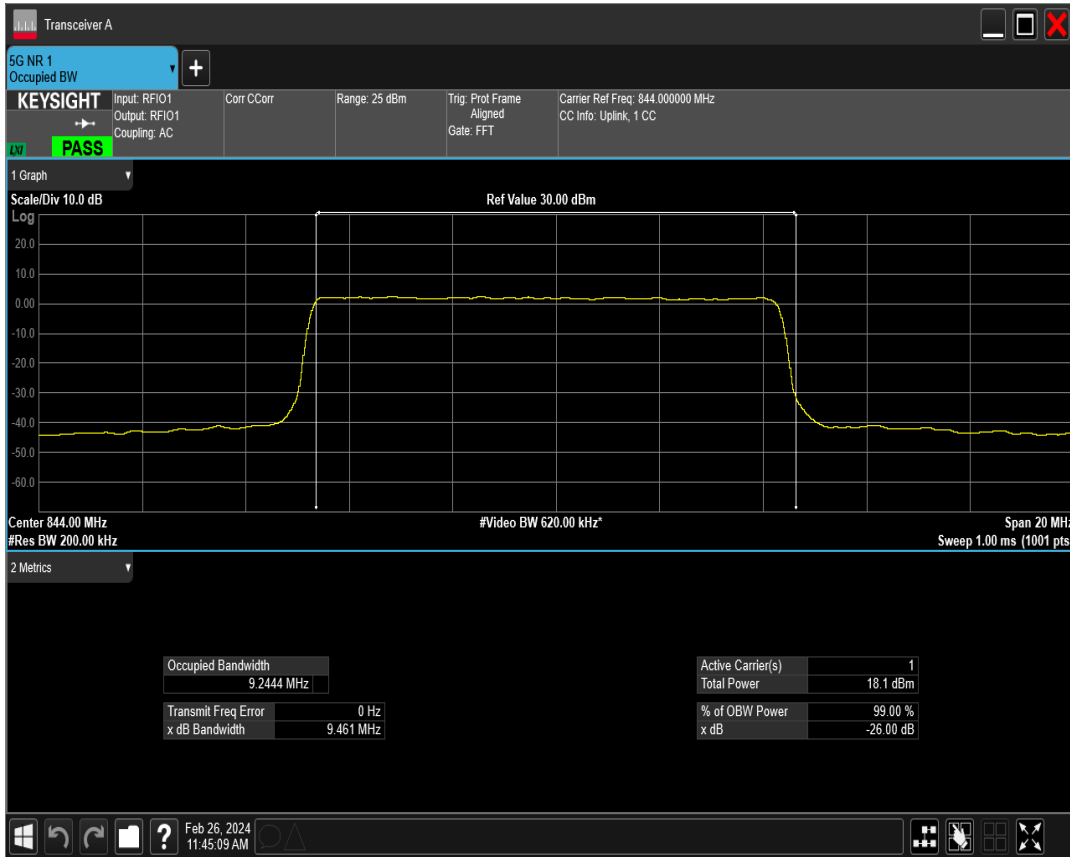 Transceiver A
5G NR 1
Occupied BW
+
KEYSIGHT
LXI
PASS
Input: RFIO1
Output: RFIO1
Coupling: AC
Corr CCorr
Range: 25 dBm
Trig: Prot Frame
Aligned
Gate: FFT
Carrier Ref Freq: 844.000000 MHz
CC Info: Uplink, 1 CC
1 Graph
Scale/Div 10.0 dB
Ref Value 30.00 dBm
Log
20.0
10.0
0.00
-10.0
-20.0
-30.0
-40.0
-50.0
-60.0
Center 844.00 MHz
#Video BW 620.00 kHz*
Span 20 MHz
#Res BW 200.00 kHz
Sweep 1.00 ms (1001 pts
2 Metrics
Occupied Bandwidth
9.2444 MHz
Transmit Freq Error 0 Hz
x dB Bandwidth 9.461 MHz
Active Carrier(s) 1
Total Power 18.1 dBm
% of OBW Power 99.00 %
x dB -26.00 dB
?
Feb 26, 2024
11:45:09 AM